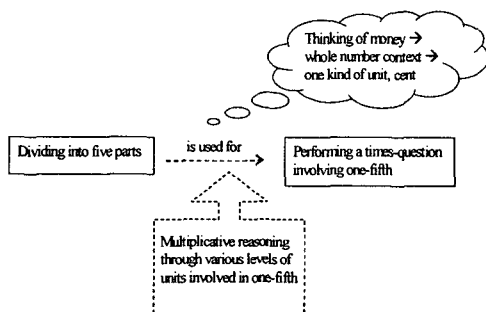 Thinking of money →
whole number context →
one kind of unit, cent
Dividing into five parts
is used for
Performing a times-question
involving one-fifth
Multiplicative reasoning
through various levels of
units involved in one-fifth